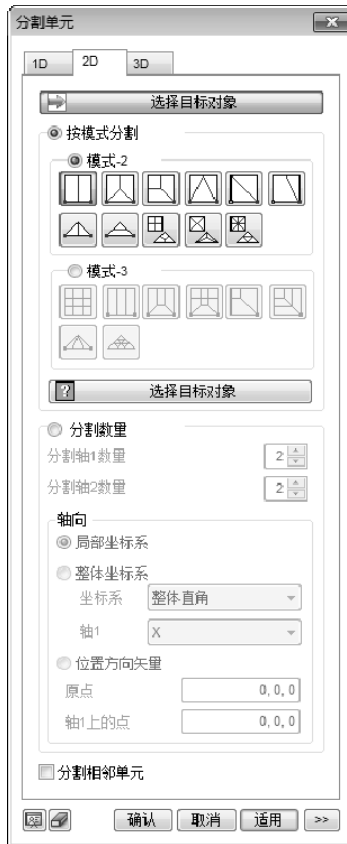 分割单元
1D 2D 3D
选择目标对象
按模式分割
模式-2
模式-3
选择目标对象
分割数量
分割轴1数量 2
分割轴2数量 2
轴向
局部坐标系
整体坐标系
坐标系 整体直角
轴1 X
位置方向矢量
原点 0, 0, 0
轴1上的点 0, 0, 0
分割相邻单元
确认 取消 适用 >>